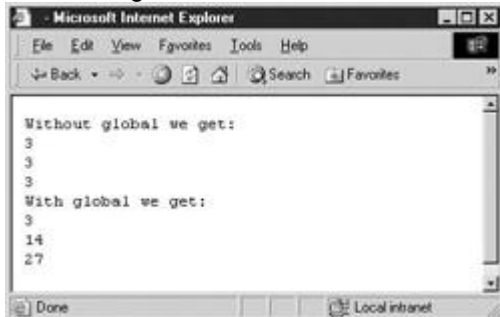 - Microsoft Internet Explorer
File Edit View Favorites Tools Help
Back Search Favorites »
Without global we get:
3
3
3
With global we get:
3
14
27
Done Local intranet